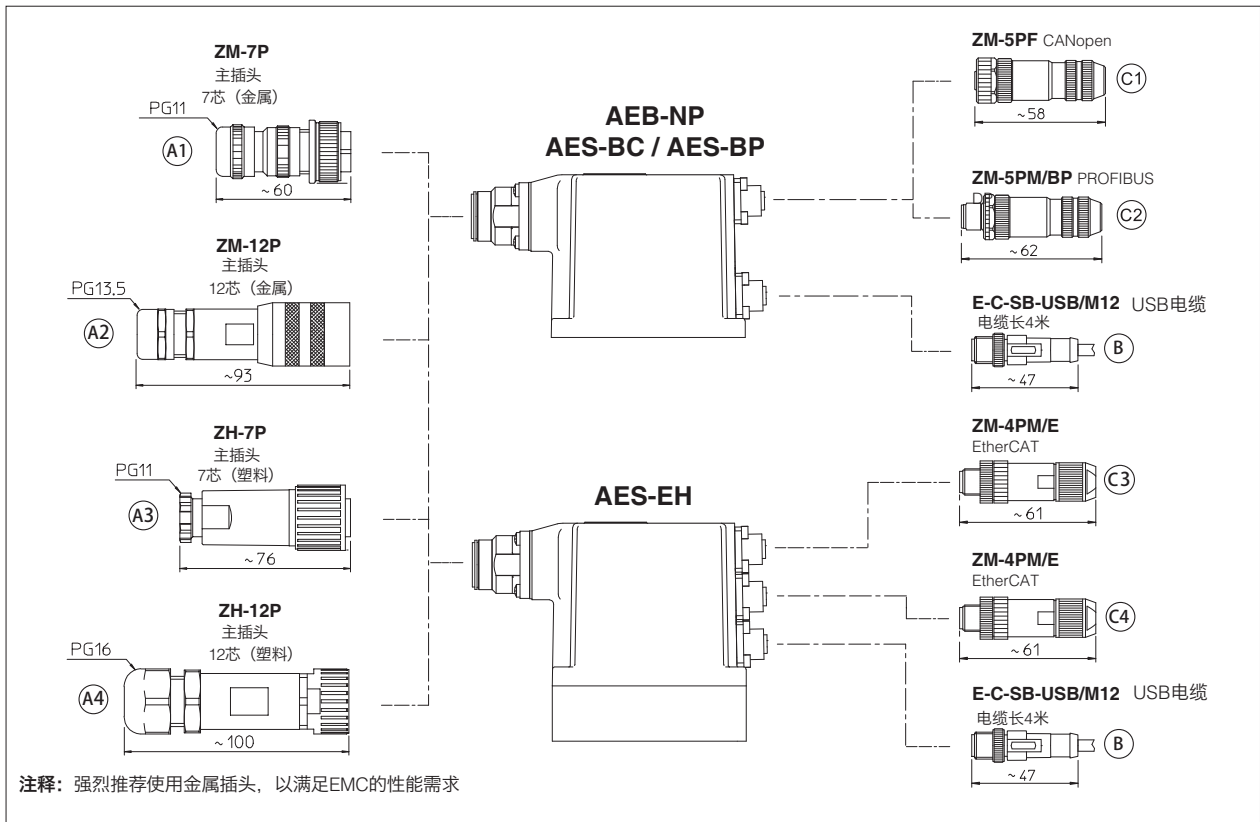 ZM-7P
主插头
7芯（金属）
PG11
A1
~60
ZM-12P
主插头
12芯（金属）
PG13,5
A2
~93
ZH-7P
主插头
7芯（塑料）
PG11
A3
~76
ZH-12P
主插头
12芯（塑料）
PG16
A4
~100
AEB-NP
AES-BC / AES-BP
AES-EH
ZM-5PF CANopen
C1
~58
ZM-5PM/BP PROFIBUS
C2
~62
E-C-SB-USB/M12 USB电缆
电缆长4米
B
~47
ZM-4PM/E
EtherCAT
C3
~61
ZM-4PM/E
EtherCAT
C4
~61
E-C-SB-USB/M12 USB电缆
电缆长4米
B
~47
注释：强烈推荐使用金属插头，以满足EMC的性能需求